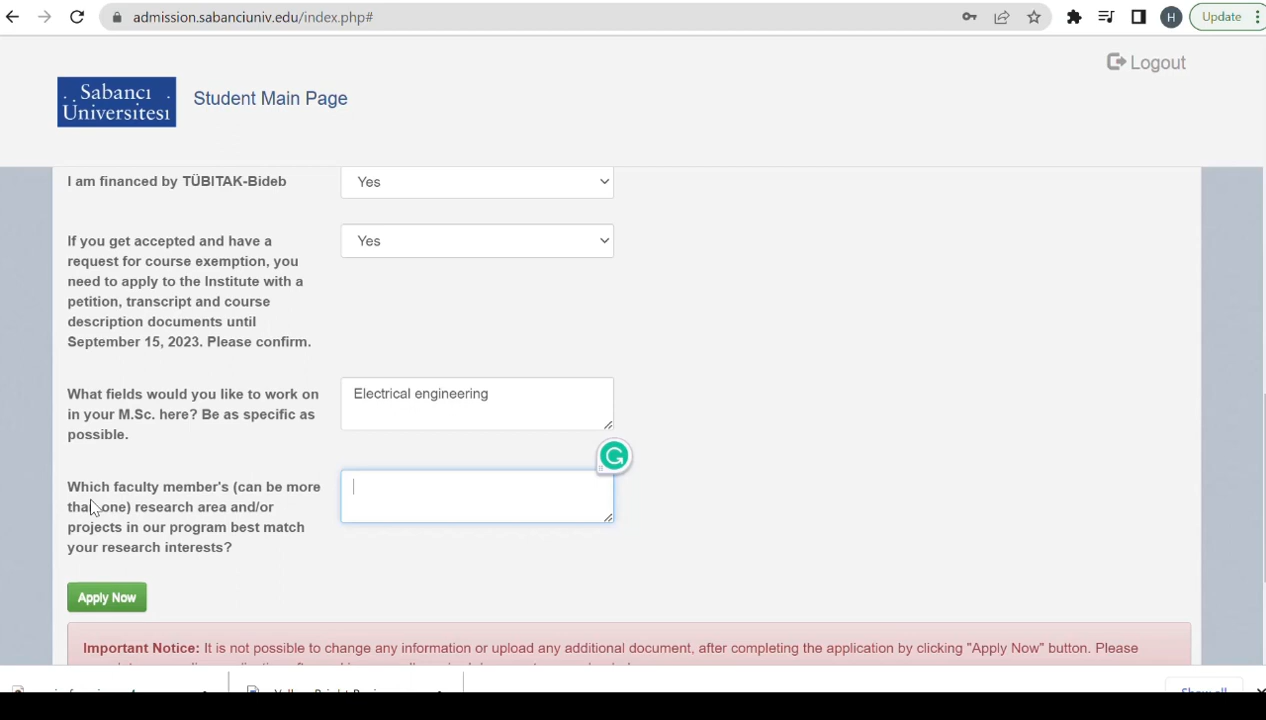 admission.sabanciuniv.edu/index.php#
Update
Logout
Sabancı
Üniversitesi
Student Main Page
I am financed by TÜBITAK-Bideb
Yes
If you get accepted and have a
request for course exemption, you
need to apply to the Institute with a
petition, transcript and course
description documents until
September 15, 2023. Please confirm.
Yes
What fields would you like to work on
in your M.Sc. here? Be as specific as
possible.
Electrical engineering
Which faculty member's (can be more
than one) research area and/or
projects in our program best match
your research interests?
Apply Now
Important Notice: It is not possible to change any information or upload any additional document, after completing the application by clicking "Apply Now" button. Please
Show all